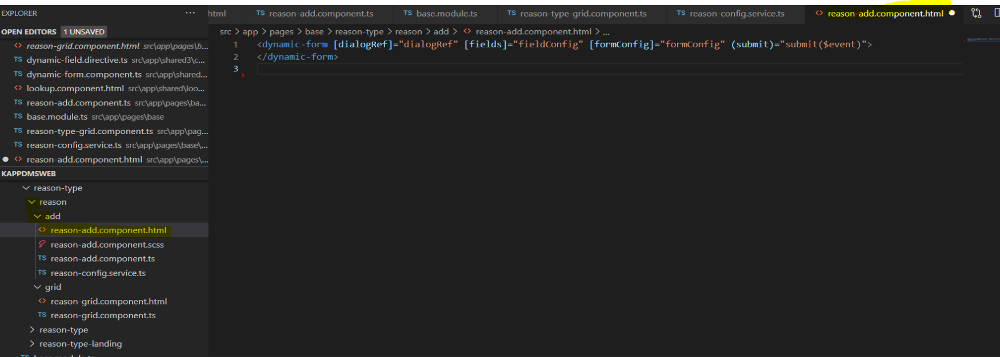 EXPLORER ···
OPEN EDITORS 1 UNSAVED
<> reason-grid.component.html src\app\pages\b...
TS dynamic-field.directive.ts src\app\shared3\c...
TS dynamic-form.component.ts src\app\shared...
<> lookup.component.html src\app\shared\loo...
TS reason-add.component.ts src\app\pages\ba...
TS base.module.ts src\app\pages\base
TS reason-type-grid.component.ts src\app\pag...
TS reason-config.service.ts src\app\pages\base\...
<> reason-add.component.html src\app\pages\...
KAPPDMSWEB
reason-type
reason
add
<> reason-add.component.html
reason-add.component.scss
TS reason-add.component.ts
TS reason-config.service.ts
grid
<> reason-grid.component.html
TS reason-grid.component.ts
> reason-type
> reason-type-landing
TS base.module.ts
html TS reason-add.component.ts TS base.module.ts TS reason-type-grid.component.ts TS reason-config.service.ts <> reason-add.component.html
src > app > pages > base > reason-type > reason > add > <> reason-add.component.html > ...
1 <dynamic-form [dialogRef]="dialogRef" [fields]="fieldConfig" [formConfig]="formConfig" (submit)="submit($event)">
2 </dynamic-form>
3